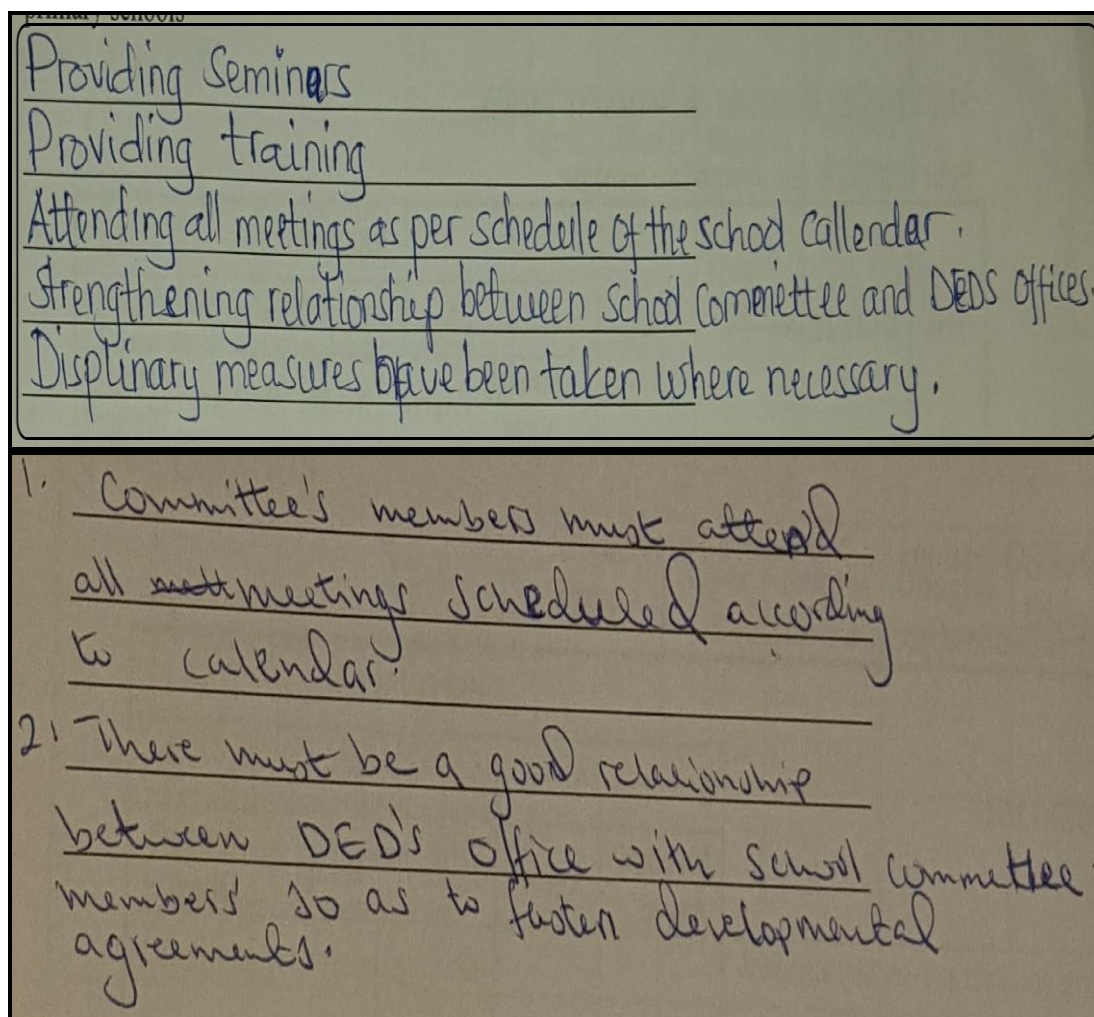 primary schools
Providing Seminars
Providing training
Attending all meetings as per schedule of the school Callendar.
Strengthening relationship between school Comenettee and DEDS offices.
Displinary measures have been taken where necessary.
1. Committee's members must attend
all meetings scheduled according
to calendar.
2. There must be a good relationship
between DED's office with school committee
members so as to fasten developmental
agreements.